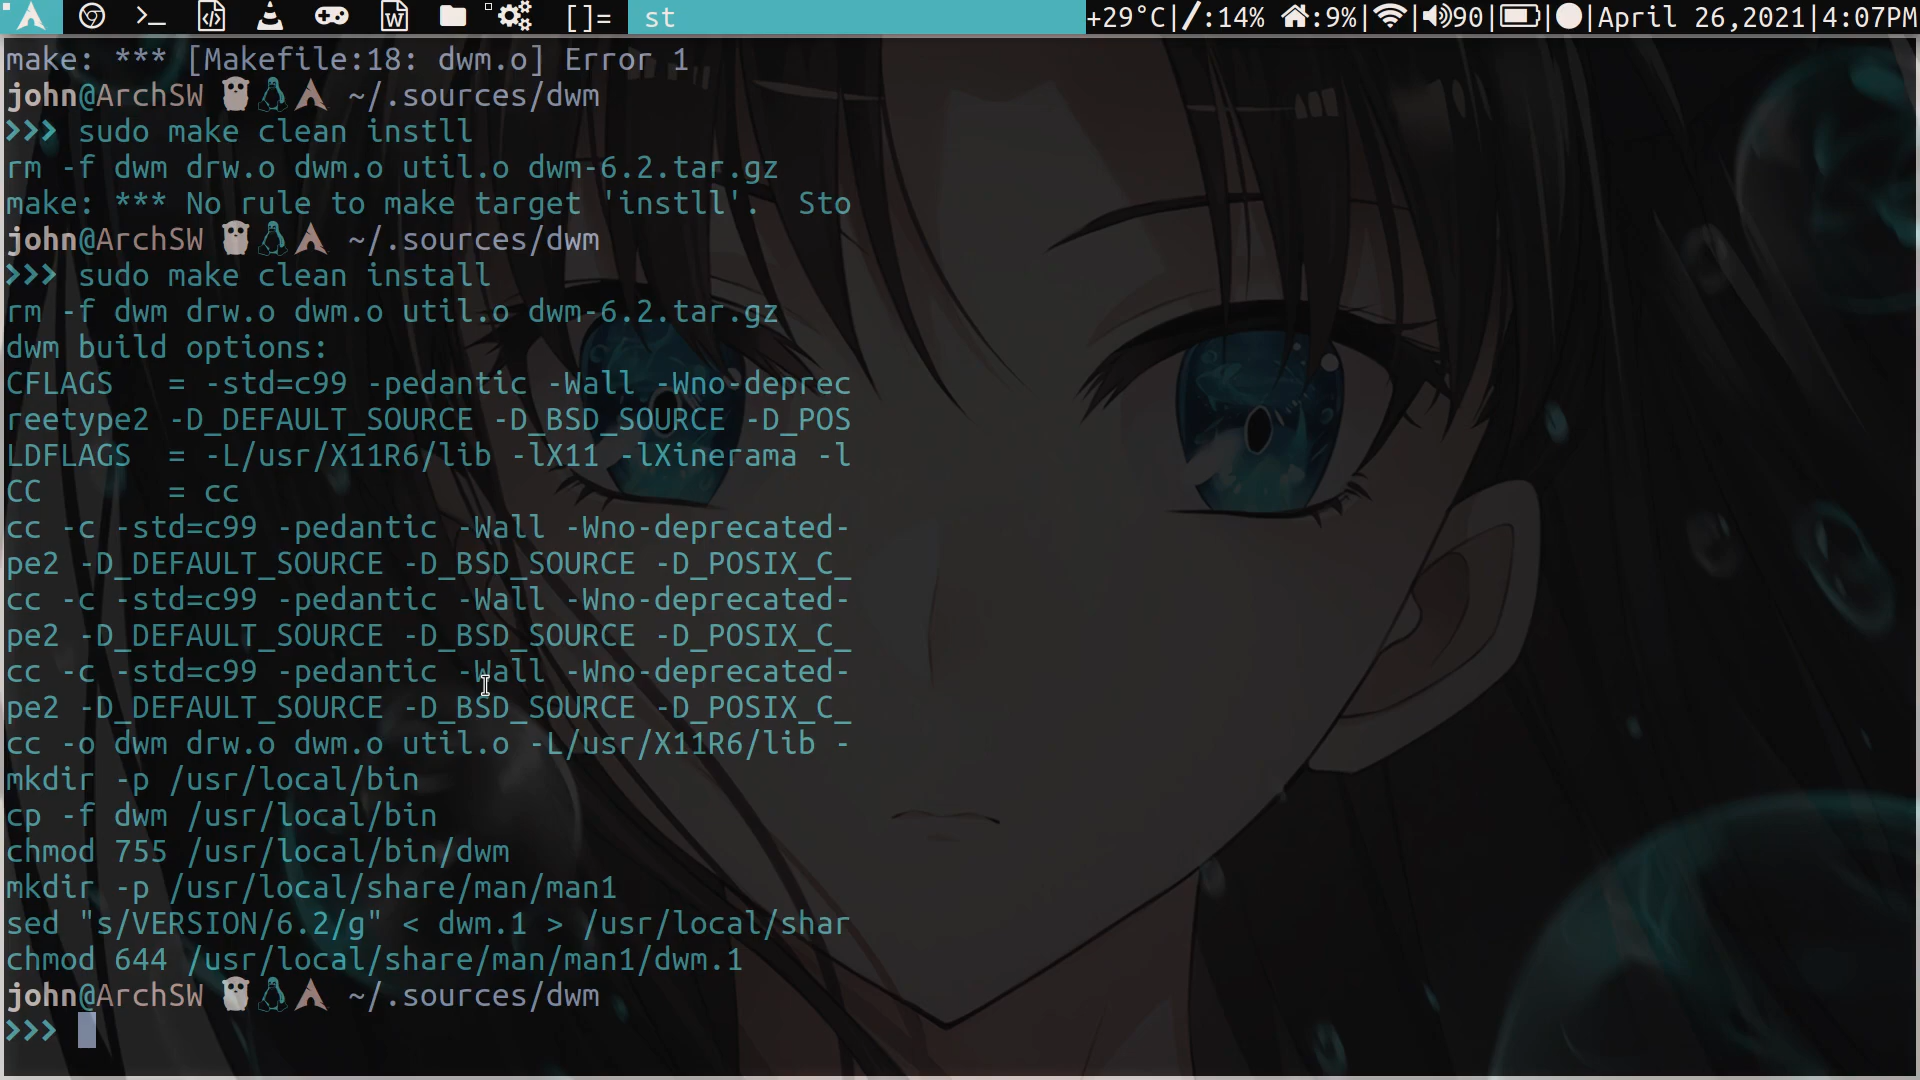 []= st +29°C|/:14% :9%| | 90| | |April 26,2021|4:07PM
make: *** [Makefile:18: dwm.o] Error 1
john@ArchSW ~/.sources/dwm
>>> sudo make clean instll
rm -f dwm drw.o dwm.o util.o dwm-6.2.tar.gz
make: *** No rule to make target 'instll'.  Sto
john@ArchSW ~/.sources/dwm
>>> sudo make clean install
rm -f dwm drw.o dwm.o util.o dwm-6.2.tar.gz
dwm build options:
CFLAGS   = -std=c99 -pedantic -Wall -Wno-deprec
reetype2 -D_DEFAULT_SOURCE -D_BSD_SOURCE -D_POS
LDFLAGS  = -L/usr/X11R6/lib -lX11 -lXinerama -l
CC       = cc
cc -c -std=c99 -pedantic -Wall -Wno-deprecated-
pe2 -D_DEFAULT_SOURCE -D_BSD_SOURCE -D_POSIX_C_
cc -c -std=c99 -pedantic -Wall -Wno-deprecated-
pe2 -D_DEFAULT_SOURCE -D_BSD_SOURCE -D_POSIX_C_
cc -c -std=c99 -pedantic -Wall -Wno-deprecated-
pe2 -D_DEFAULT_SOURCE -D_BSD_SOURCE -D_POSIX_C_
cc -o dwm drw.o dwm.o util.o -L/usr/X11R6/lib -
mkdir -p /usr/local/bin
cp -f dwm /usr/local/bin
chmod 755 /usr/local/bin/dwm
mkdir -p /usr/local/share/man/man1
sed "s/VERSION/6.2/g" < dwm.1 > /usr/local/shar
chmod 644 /usr/local/share/man/man1/dwm.1
john@ArchSW ~/.sources/dwm
>>>